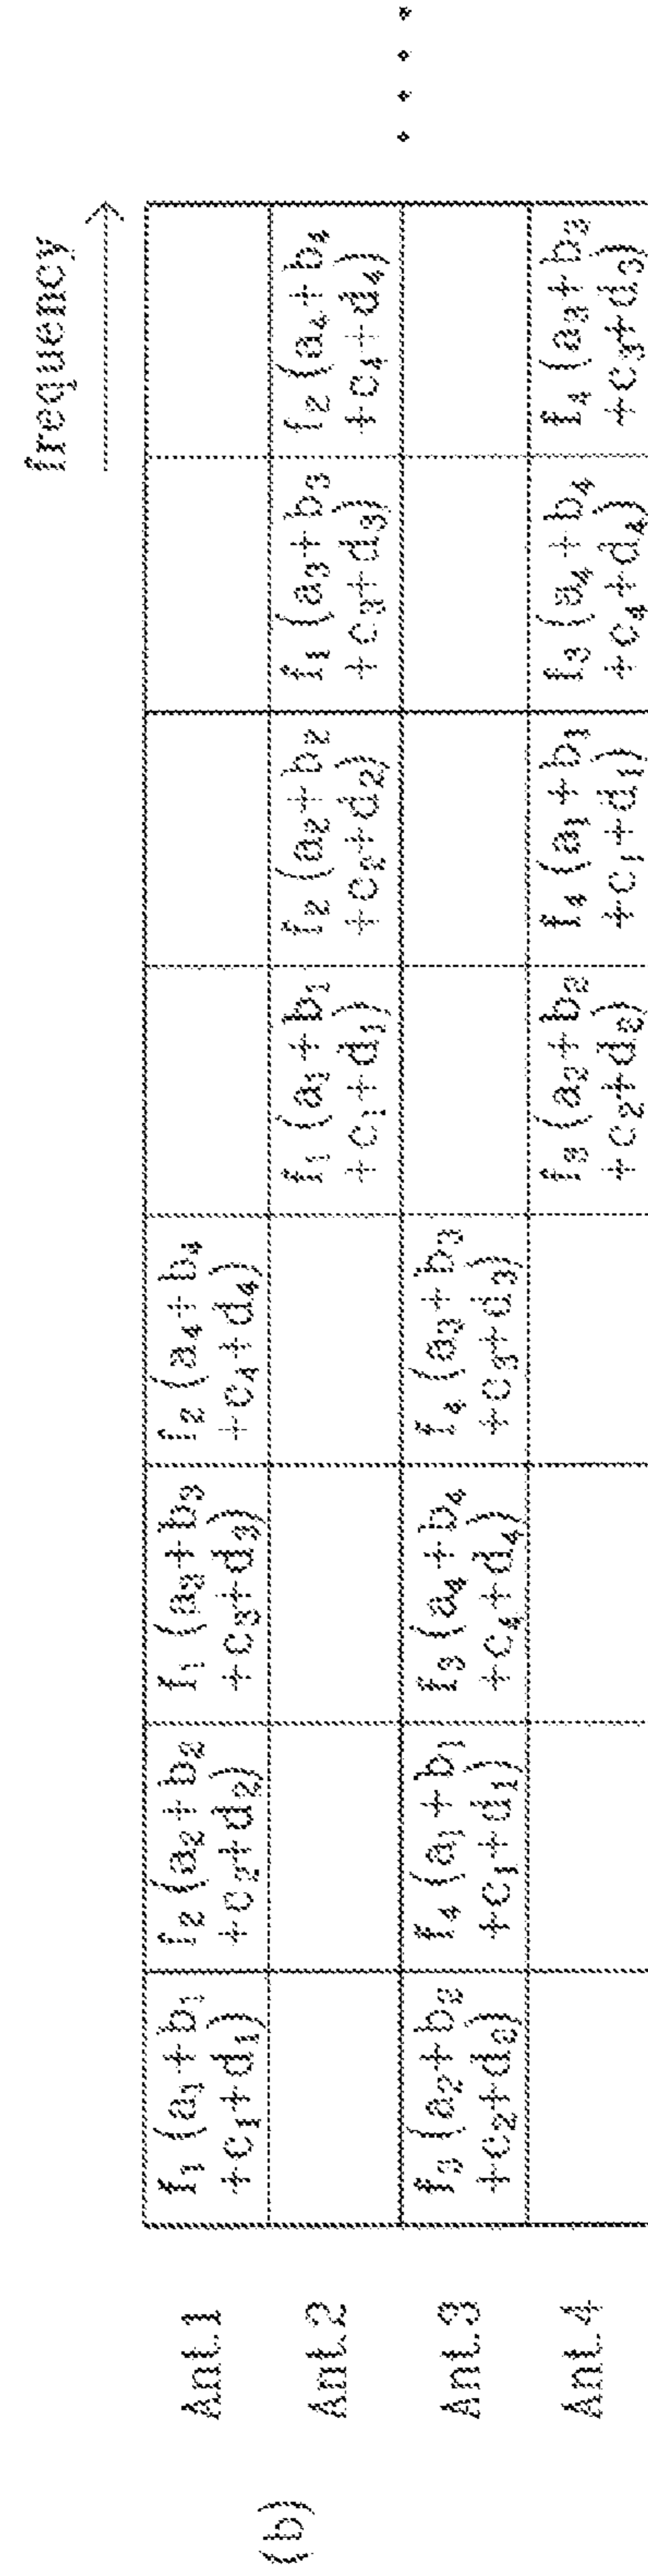 frequency
(b)
Ant.1 f₁(a₁+b₁ +c₁+d₁) f₂(a₂+b₂ +c₂+d₂) f₁(a₃+b₃ +c₃+d₃) f₂(a₄+b₄ +c₄+d₄)
Ant.2 f₁(a₁+b₁ +c₁+d₁) f₂(a₂+b₂ +c₂+d₂) f₁(a₃+b₃ +c₃+d₃) f₂(a₄+b₄ +c₄+d₄)
Ant.3 f₃(a₂+b₂ +c₂+d₂) f₄(a₁+b₁ +c₁+d₁) f₃(a₄+b₄ +c₄+d₄) f₄(a₃+b₃ +c₃+d₃)
Ant.4 f₃(a₂+b₂ +c₂+d₂) f₄(a₁+b₁ +c₁+d₁) f₃(a₄+b₄ +c₄+d₄) f₄(a₃+b₃ +c₃+d₃)